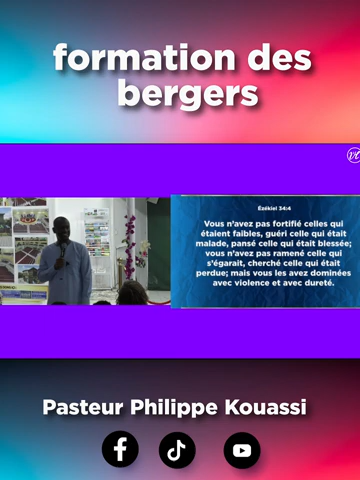 formation des
bergers
vt
Ézékiel 34:4
Vous n'avez pas fortifié celles qui
étaient faibles, guéri celle qui était
malade, pansé celle qui était blessée;
vous n'avez pas ramené celle qui
s'égarait, cherché celle qui était
perdue; mais vous les avez dominées
avec violence et avec dureté.
Pasteur Philippe Kouassi